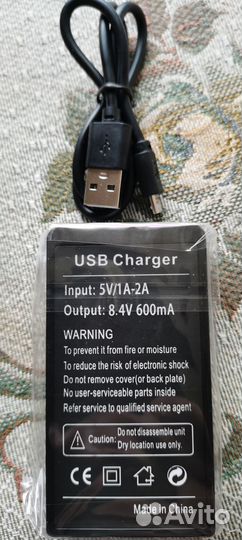 USB Charger
Input: 5V/1A-2A
Output: 8.4V 600mA
WARNING
To prevent it from fire or moisture
To reduce the risk of electronic shock
Do not remove cover(or back plate)
No user-serviceable parts inside
Refer service to qualified service agent
Caution:
Do not disassemble unit
Dry location use only
CE
Made in China
Avito